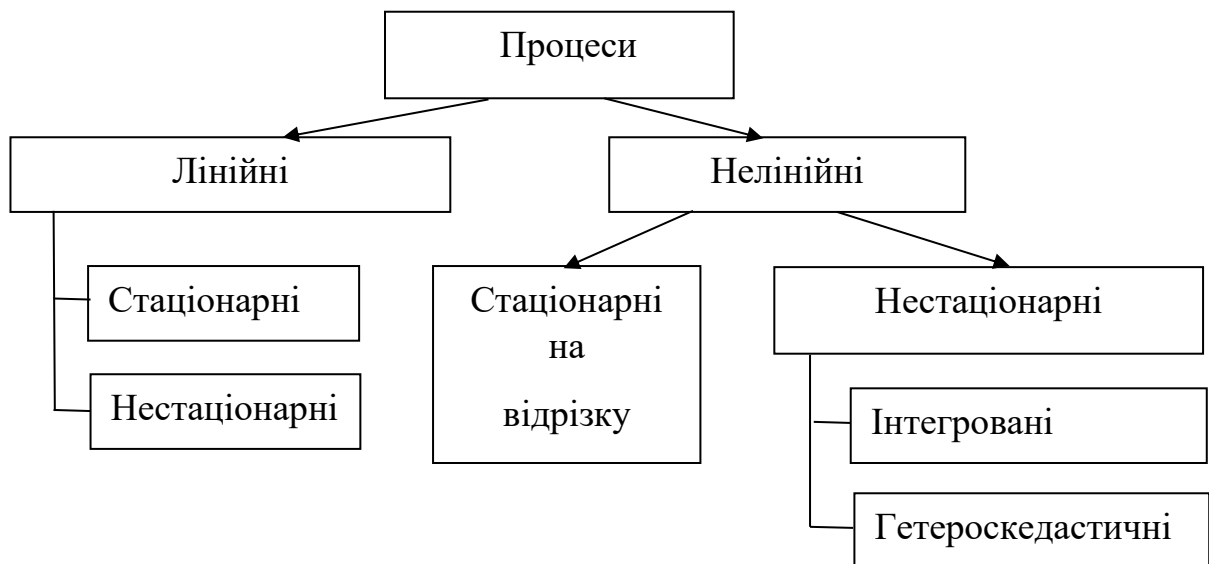 Процеси
Лінійні
Нелінійні
Стаціонарні
Нестаціонарні
Стаціонарні
на
відрізку
Нестаціонарні
Інтегровані
Гетероскедастичні